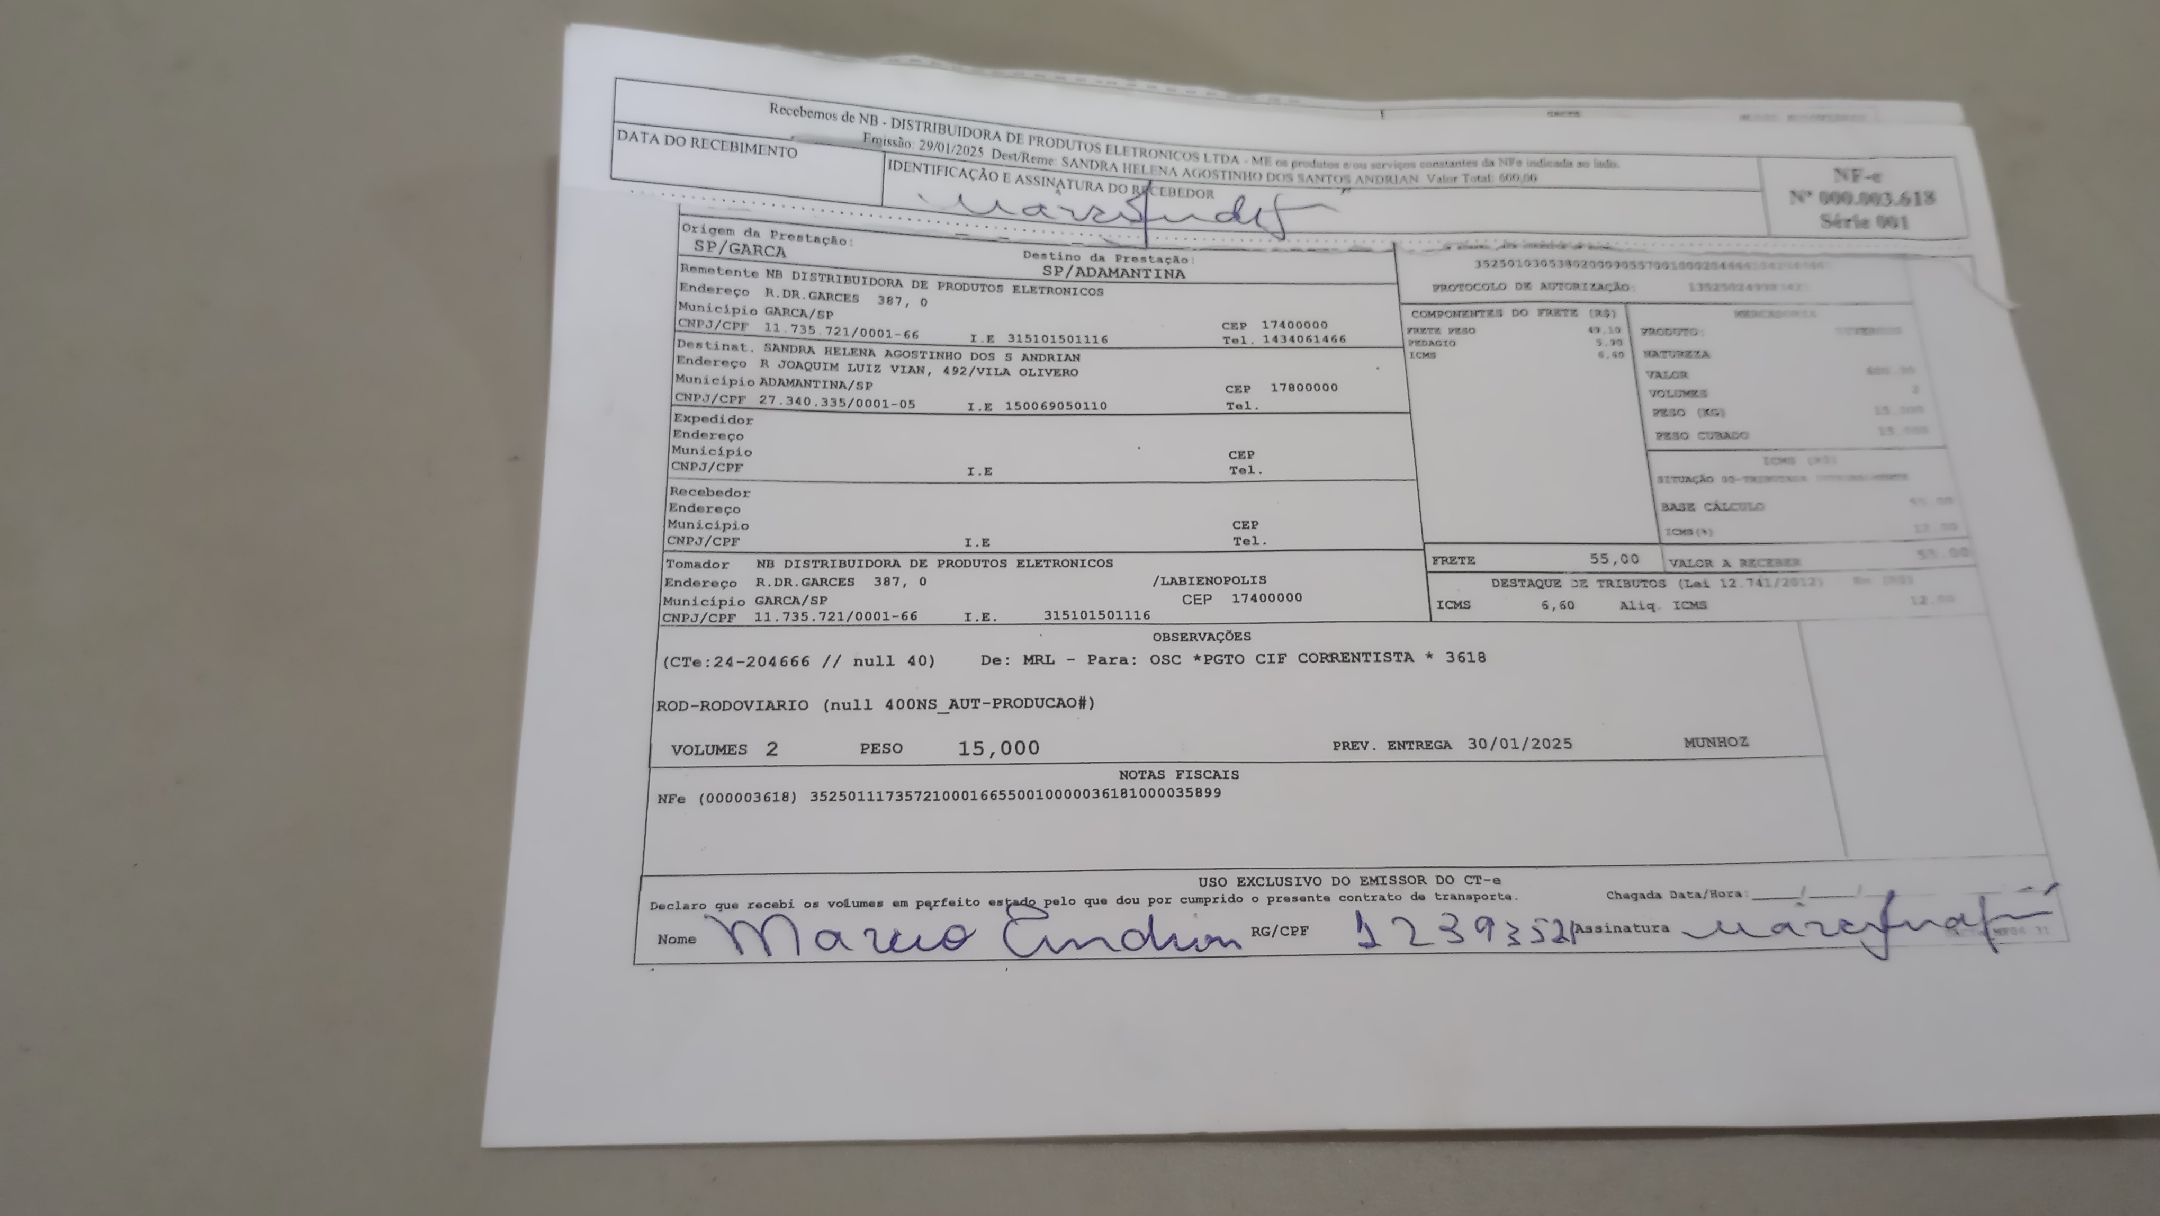 Recebemos de NB - DISTRIBUIDORA DE PRODUTOS ELETRONICOS LTDA - ME os produtos e/ou serviços constantes da NFe indicada ao lado.
Emissão: 29/01/2025 Dest/Reme: SANDRA HELENA AGOSTINHO DOS SANTOS ANDRIAN Valor Total: 600,00
DATA DO RECEBIMENTO
IDENTIFICAÇÃO E ASSINATURA DO RECEBEDOR
NF-e
Nº 000.003.618
Série 001
Origem da Prestação:
SP/GARCA
Destino da Prestação:
SP/ADAMANTINA
Remetente NB DISTRIBUIDORA DE PRODUTOS ELETRONICOS
Endereço R.DR.GARCES 387, 0
Município GARCA/SP CEP 17400000
CNPJ/CPF 11.735.721/0001-66 I.E 315101501116 Tel. 1434061466
Destinat. SANDRA HELENA AGOSTINHO DOS S ANDRIAN
Endereço R JOAQUIM LUIZ VIAN, 492/VILA OLIVERO
Município ADAMANTINA/SP CEP 17800000
CNPJ/CPF 27.340.335/0001-05 I.E 150069050110 Tel.
Expedidor
Endereço
Município CEP
CNPJ/CPF I.E Tel.
Recebedor
Endereço
Município CEP
CNPJ/CPF I.E Tel.
Tomador NB DISTRIBUIDORA DE PRODUTOS ELETRONICOS
Endereço R.DR.GARCES 387, 0 /LABIENOPOLIS
Município GARCA/SP CEP 17400000
CNPJ/CPF 11.735.721/0001-66 I.E. 315101501116
PROTOCOLO DE AUTORIZAÇÃO:
COMPONENTES DO FRETE (R$)
FRETE PESO
PEDAGIO
ICMS
MERCADORIA
PRODUTO:
NATUREZA
VALOR
VOLUMES 2
PESO (KG)
PESO CUBADO
ICMS (R$)
BASE CÁLCULO
ICMS(%) 12.00
FRETE 55,00 VALOR A RECEBER
DESTAQUE DE TRIBUTOS (Lei 12.741/2012)
ICMS 6,60 Aliq. ICMS 12.00
OBSERVAÇÕES
(CTe:24-204666 // null 40) De: MRL - Para: OSC *PGTO CIF CORRENTISTA * 3618
ROD-RODOVIARIO (null 400NS_AUT-PRODUCAO#)
VOLUMES 2 PESO 15,000 PREV. ENTREGA 30/01/2025 MUNHOZ
NOTAS FISCAIS
NFe (000003618) 35250111735721000166550010000036181000035899
USO EXCLUSIVO DO EMISSOR DO CT-e
Declaro que recebi os volumes em perfeito estado pelo que dou por cumprido o presente contrato de transporte. Chegada Data/Hora:
Nome Marcio RG/CPF Assinatura